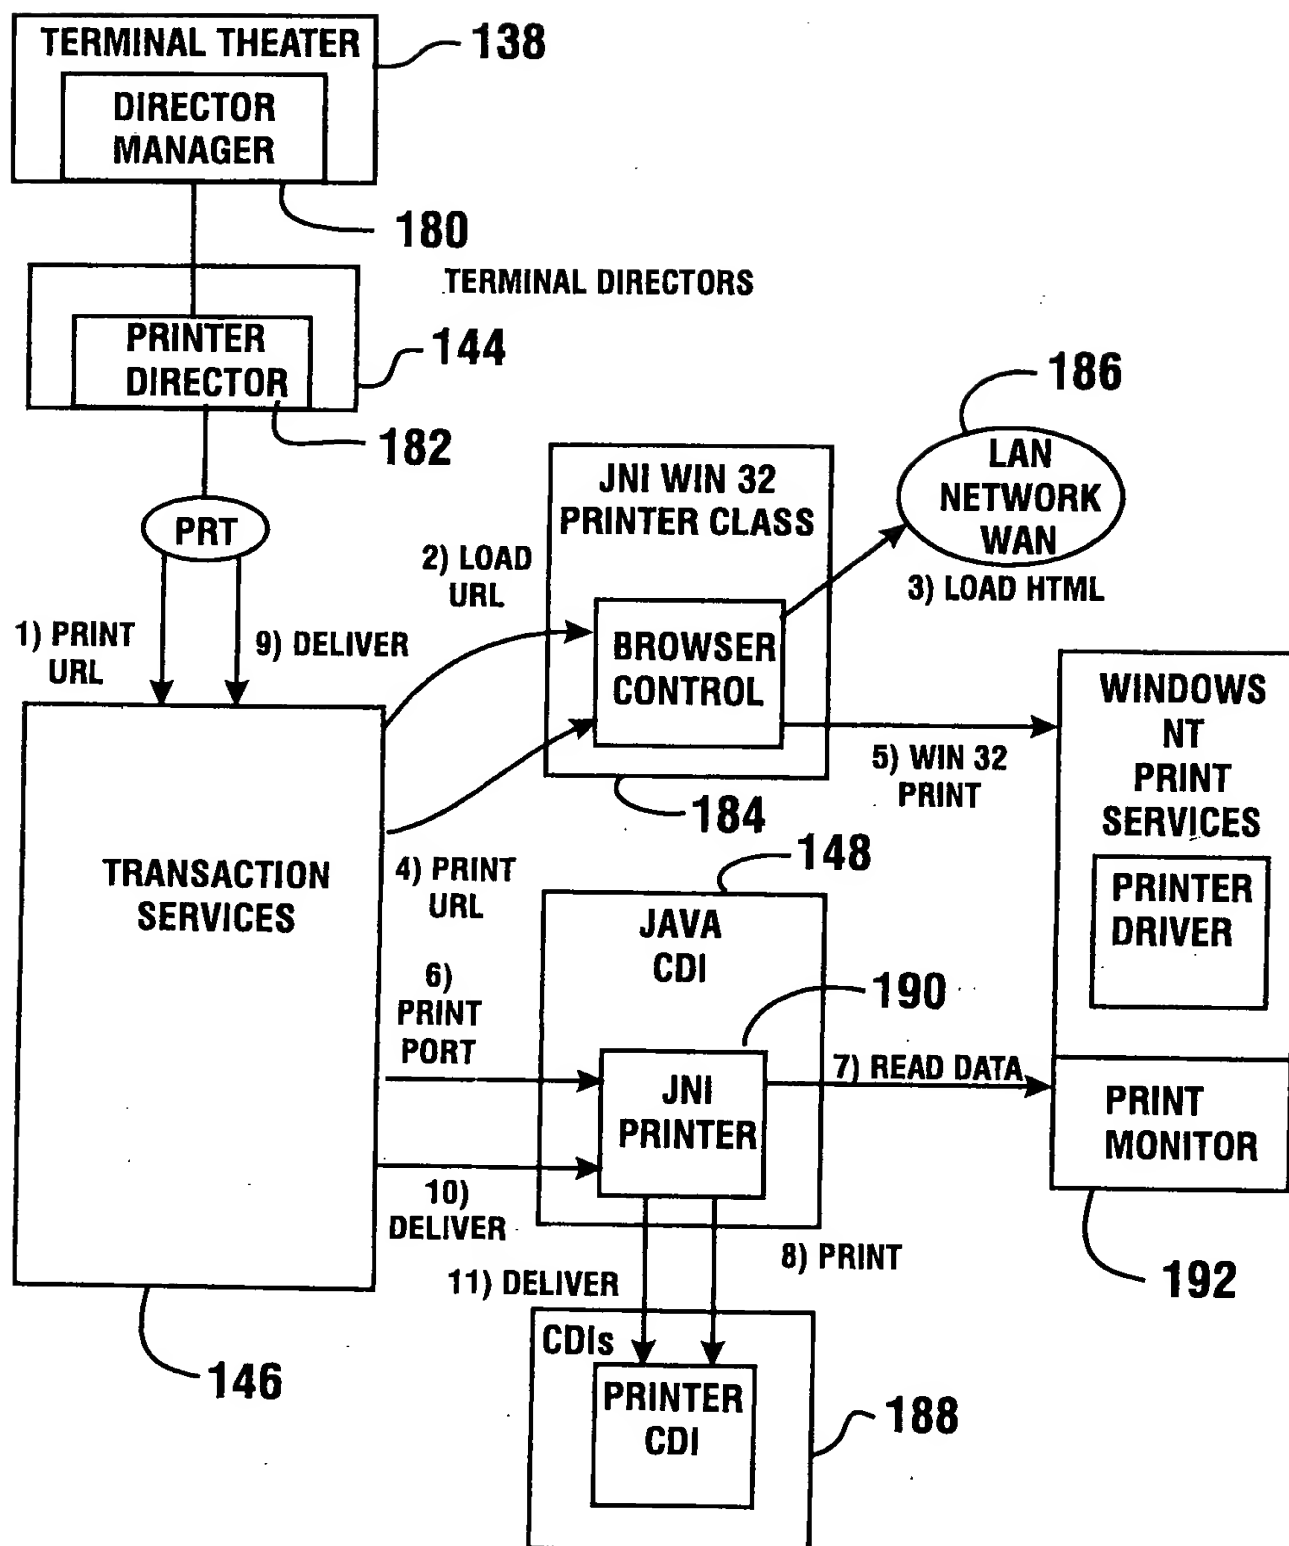 TERMINAL THEATER
138
DIRECTOR
MANAGER
180
TERMINAL DIRECTORS
PRINTER
DIRECTOR
144
182
PRT
1) PRINT
URL
9) DELIVER
2) LOAD
URL
JNI WIN 32
PRINTER CLASS
BROWSER
CONTROL
184
186
LAN
NETWORK
WAN
3) LOAD HTML
5) WIN 32
PRINT
WINDOWS
NT
PRINT
SERVICES
PRINTER
DRIVER
TRANSACTION
SERVICES
4) PRINT
URL
148
JAVA
CDI
6)
PRINT
PORT
190
JNI
PRINTER
7) READ DATA
PRINT
MONITOR
10)
DELIVER
8) PRINT
11) DELIVER
192
146
CDIs
PRINTER
CDI
188